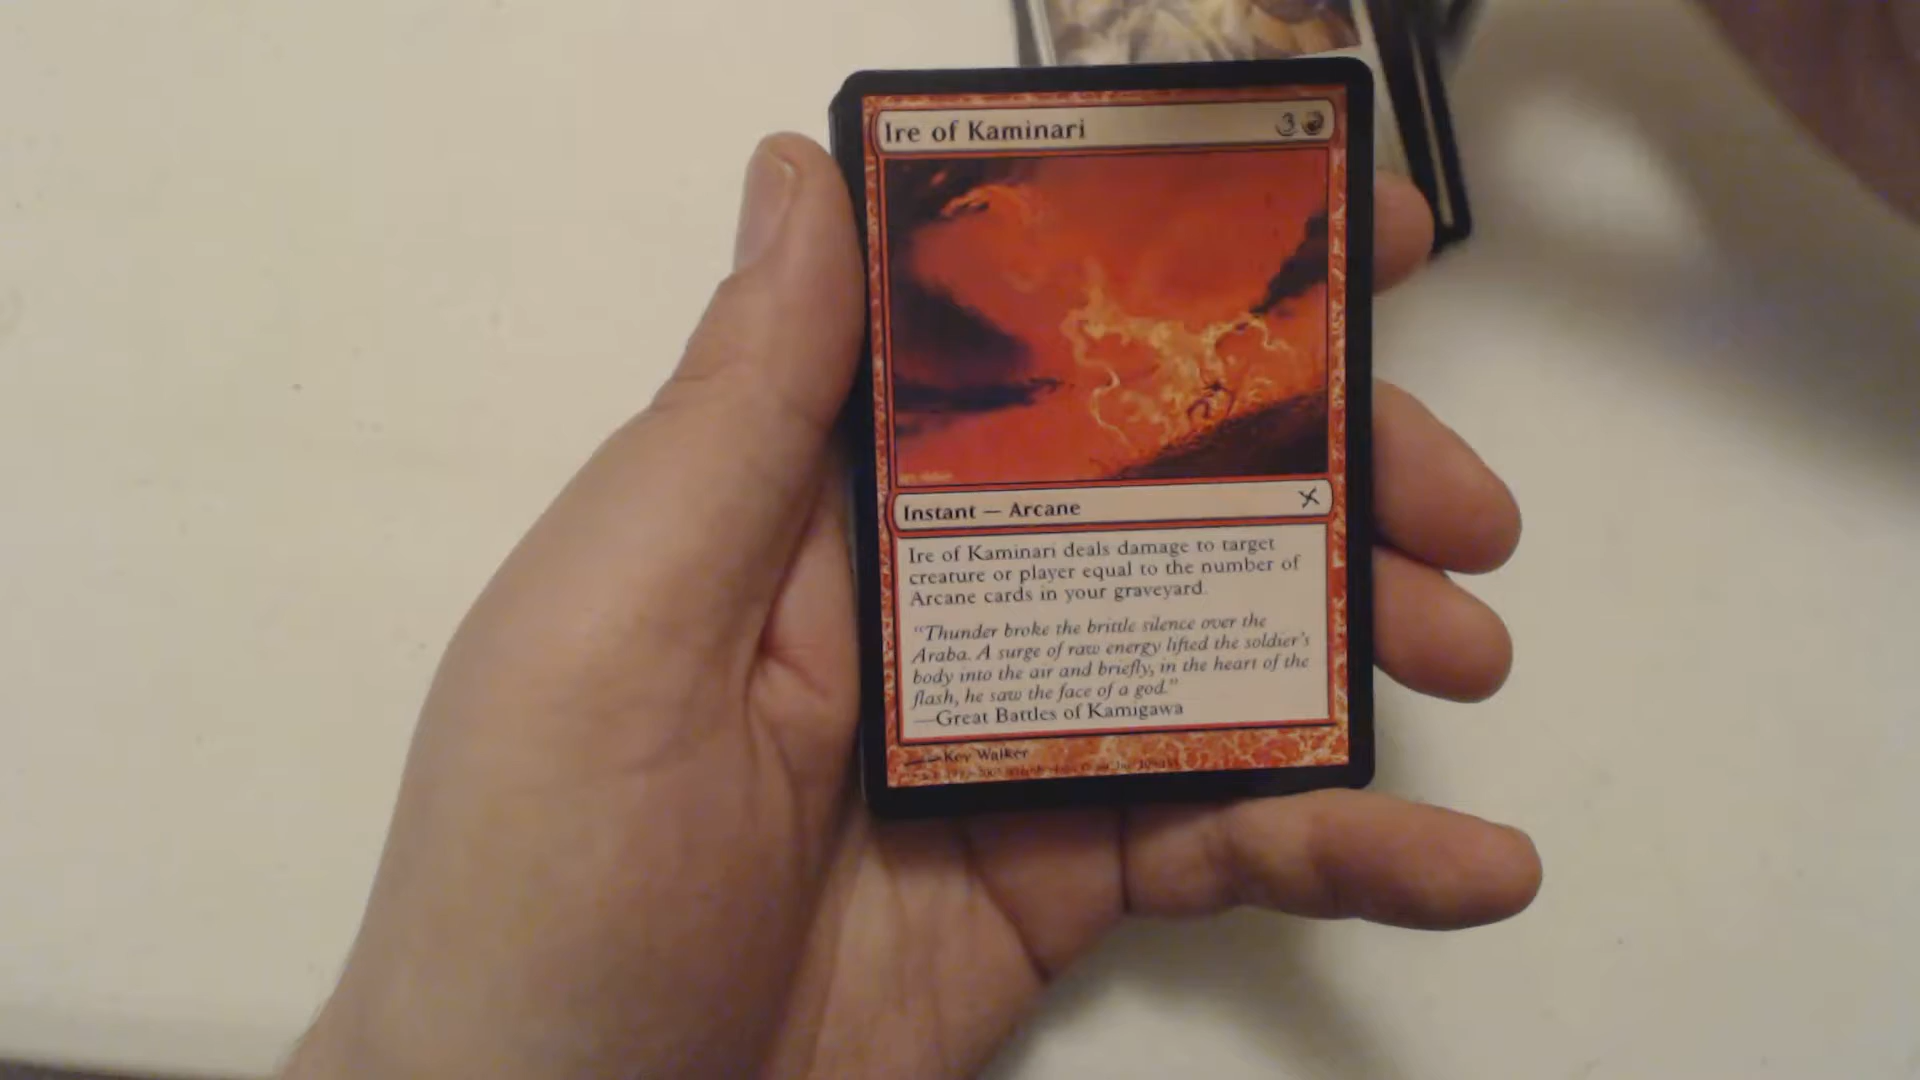 Ire of Kaminari 3
Instant — Arcane
Ire of Kaminari deals damage to target
creature or player equal to the number of
Arcane cards in your graveyard.
“Thunder broke the brittle silence over the
Araba. A surge of raw energy lifted the soldier’s
body into the air and briefly, in the heart of the
flash, he saw the face of a god.”
—Great Battles of Kamigawa
Kev Walker